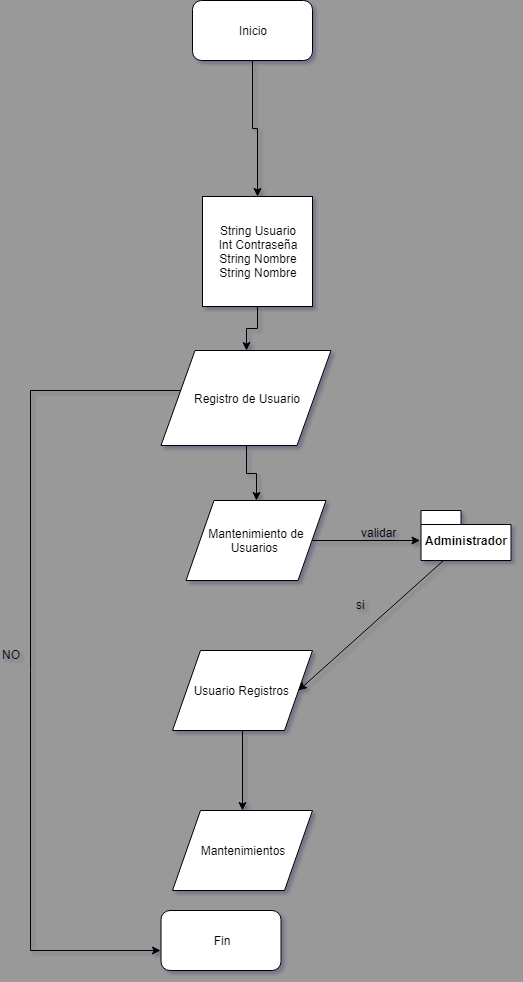 Inicio
String Usuario
Int Contraseña
String Nombre
String Nombre
Registro de Usuario
Mantenimiento de
Usuarios
validar
Administrador
si
NO
Usuario Registros
Mantenimientos
Fin